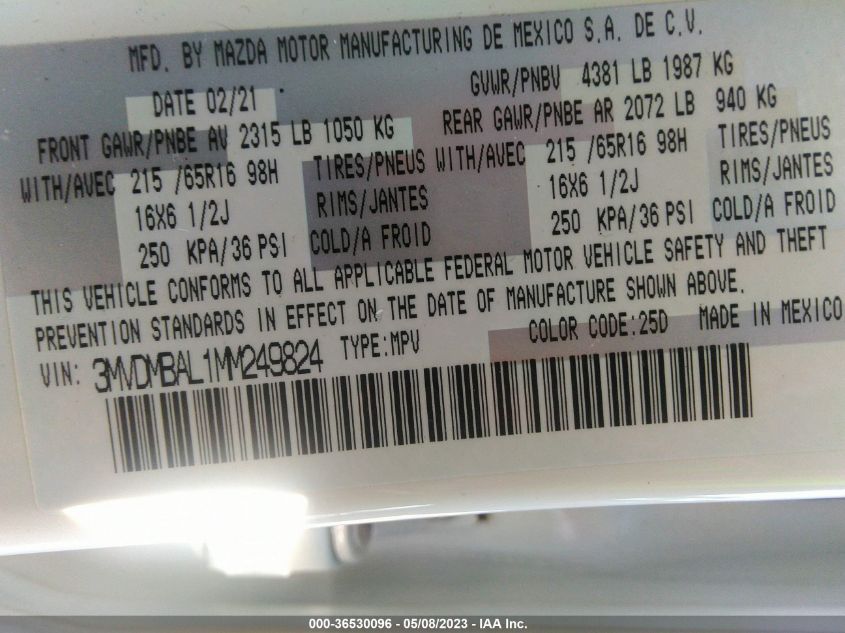 MFD. BY MAZDA MOTOR MANUFACTURING DE MEXICO S.A. DE C.V.
DATE 02/21 GVWR/PNBV 4381 LB 1987 KG
FRONT GAWR/PNBE AV 2315 LB 1050 KG REAR GAWR/PNBE AR 2072 LB 940 KG
WITH/AVEC 215 /65R16 98H TIRES/PNEUS WITH/AVEC 215 /65R16 98H TIRES/PNEUS
16X6 1/2J RIMS/JANTES 16X6 1/2J RIMS/JANTES
250 KPA/36 PSI COLD/A FROID 250 KPA/36 PSI COLD/A FROID
THIS VEHICLE CONFORMS TO ALL APPLICABLE FEDERAL MOTOR VEHICLE SAFETY AND THEFT
PREVENTION STANDARDS IN EFFECT ON THE DATE OF MANUFACTURE SHOWN ABOVE.
VIN: 3MVDMBAL1MM249824 TYPE:MPV COLOR CODE:25D MADE IN MEXICO
000-36530096 - 05/08/2023 - IAA Inc.